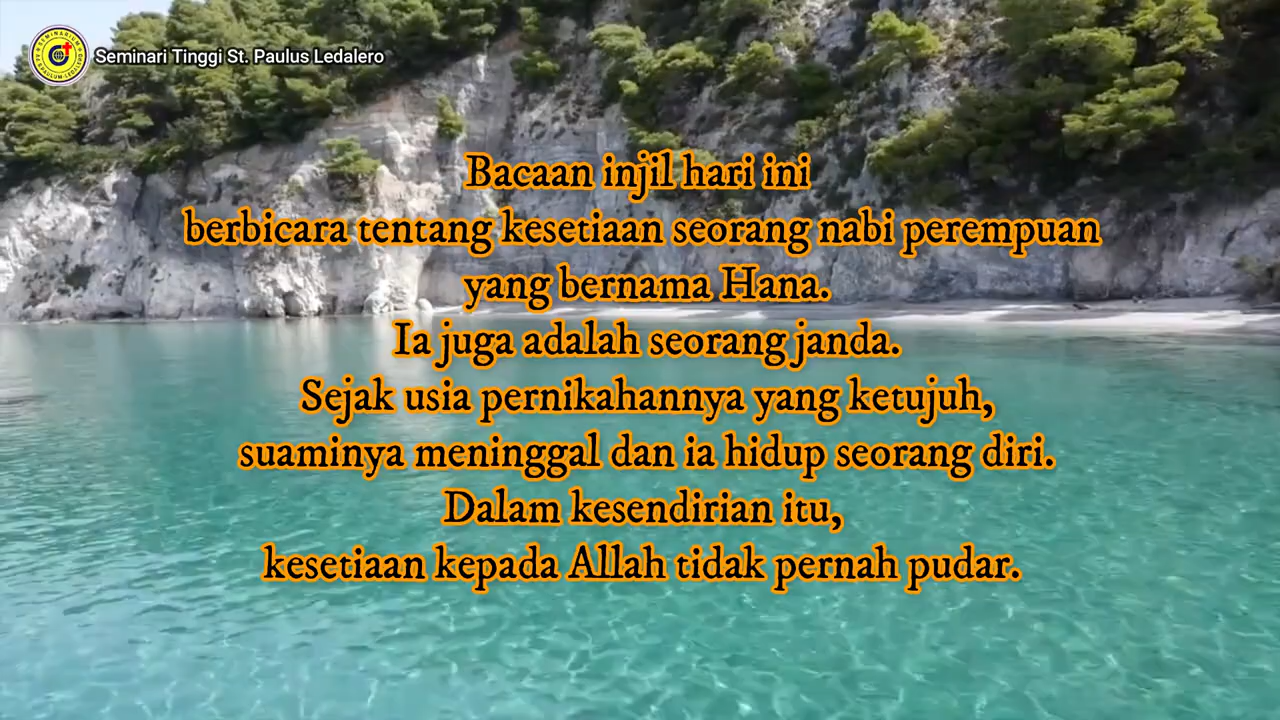 Seminari Tinggi St. Paulus Ledalero
Bacaan injil hari ini
berbicara tentang kesetiaan seorang nabi perempuan
yang bernama Hana.
Ia juga adalah seorang janda.
Sejak usia pernikahannya yang ketujuh,
suaminya meninggal dan ia hidup seorang diri.
Dalam kesendirian itu,
kesetiaan kepada Allah tidak pernah pudar.